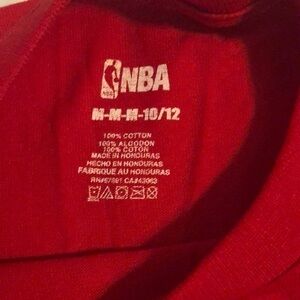 NBA
M-M-M-10/12
100% COTTON
100% ALGODON
100% COTON
MADE IN HONDURAS
HECHO EN HONDURAS
FABRIQUE AU HONDURAS